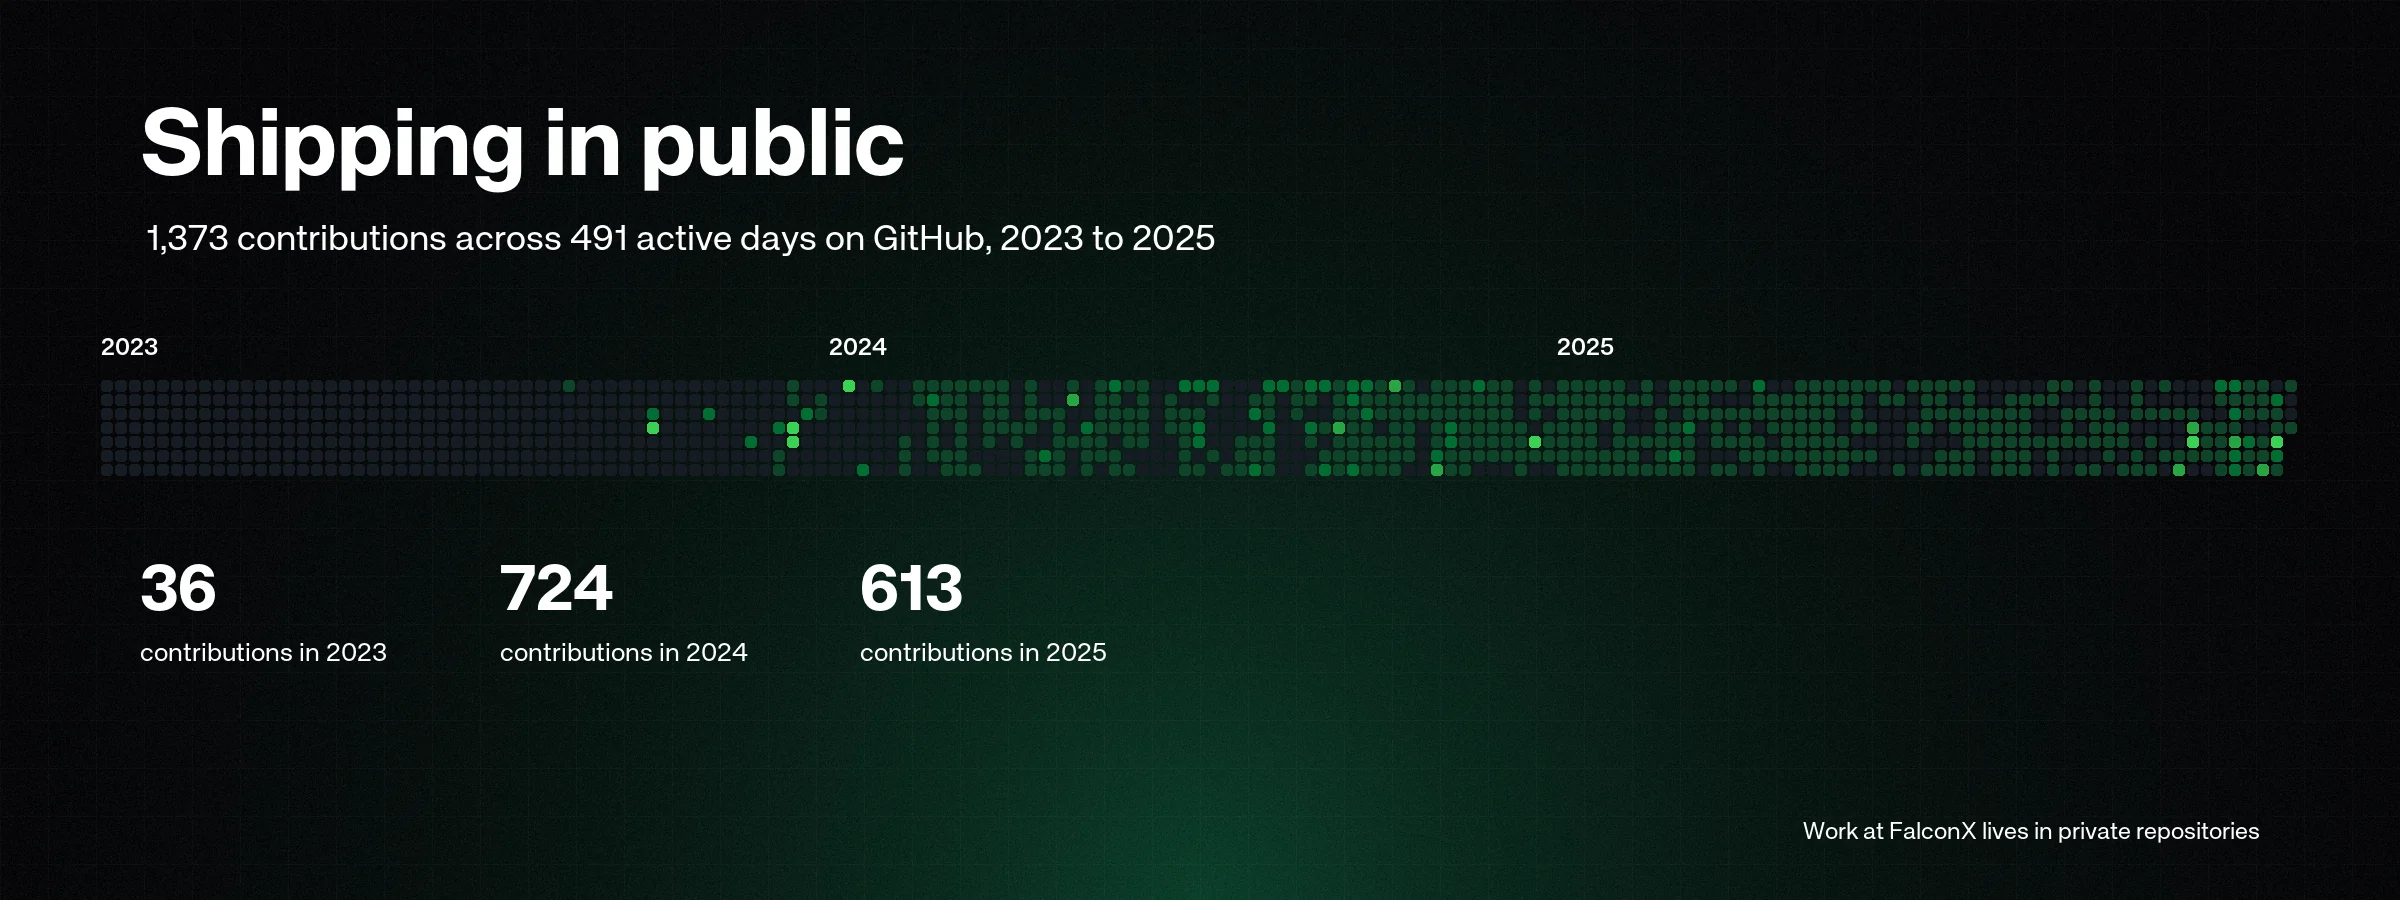 Shipping in public
1,373 contributions across 491 active days on GitHub, 2023 to 2025
2023 2024 2025
36 724 613
contributions in 2023 contributions in 2024 contributions in 2025
Work at FalconX lives in private repositories